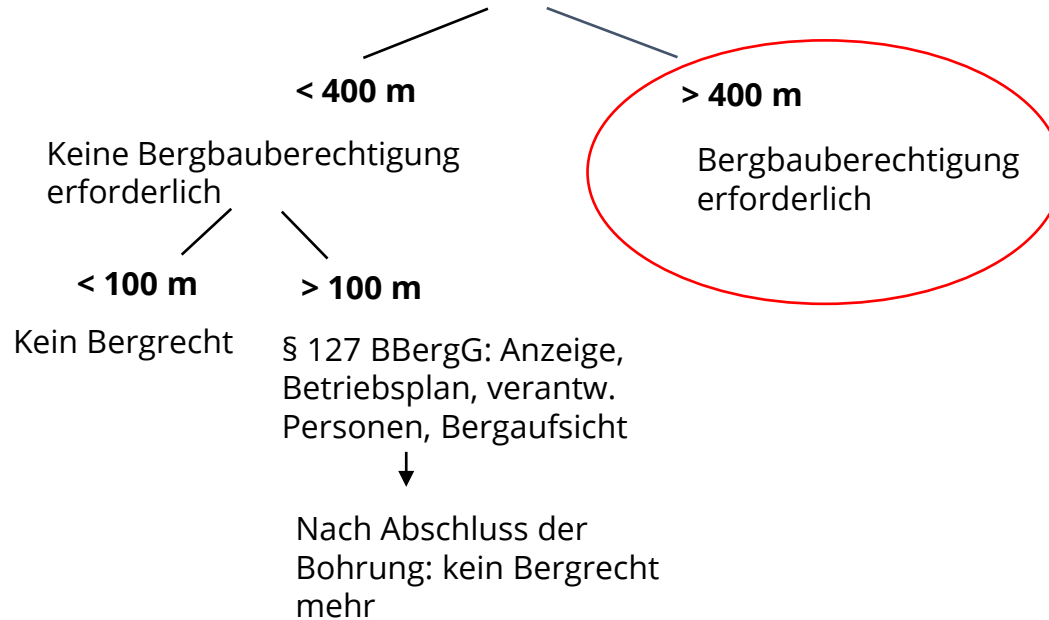 < 400 m
> 400 m
Keine Bergbauberechtigung
erforderlich
Bergbauberechtigung
erforderlich
< 100 m
> 100 m
Kein Bergrecht
§ 127 BBergG: Anzeige,
Betriebsplan, verantw.
Personen, Bergaufsicht
Nach Abschluss der
Bohrung: kein Bergrecht
mehr